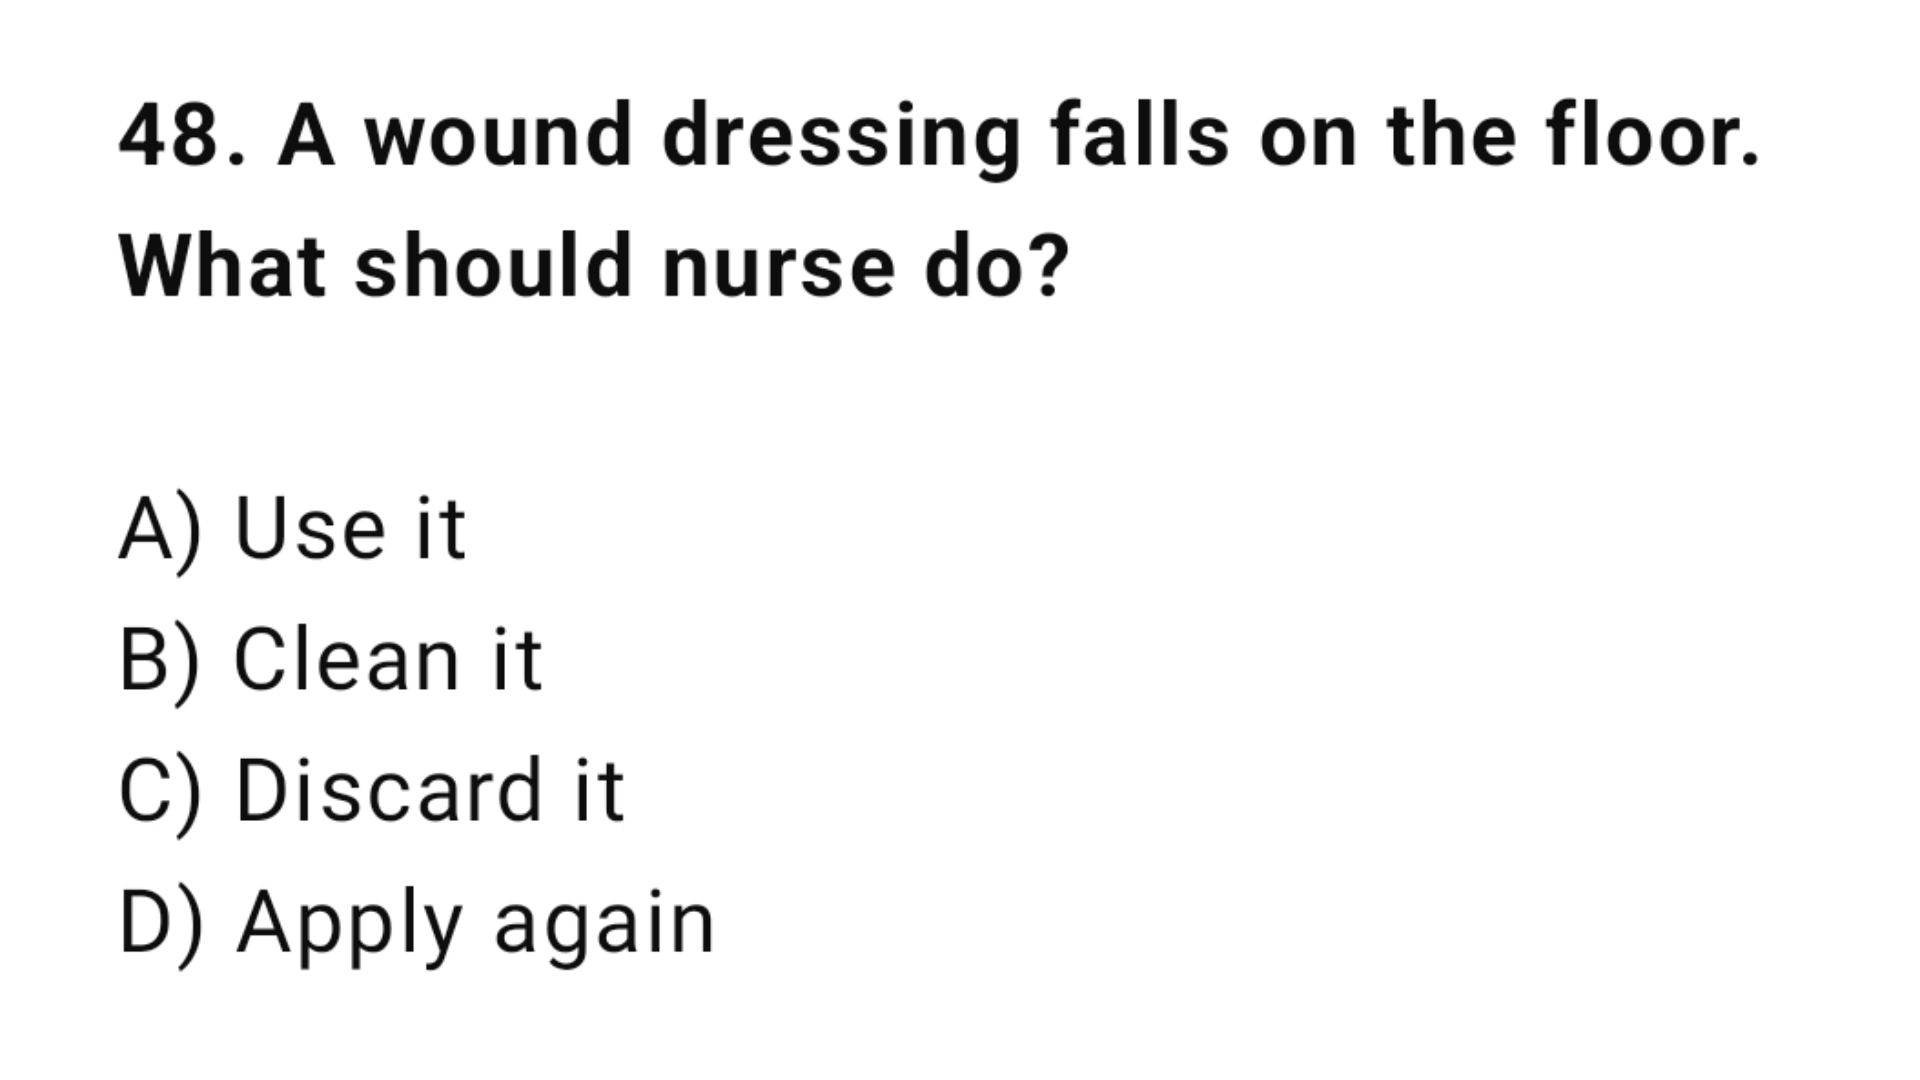 48. A wound dressing falls on the floor.
What should nurse do?
A) Use it
B) Clean it
C) Discard it
D) Apply again